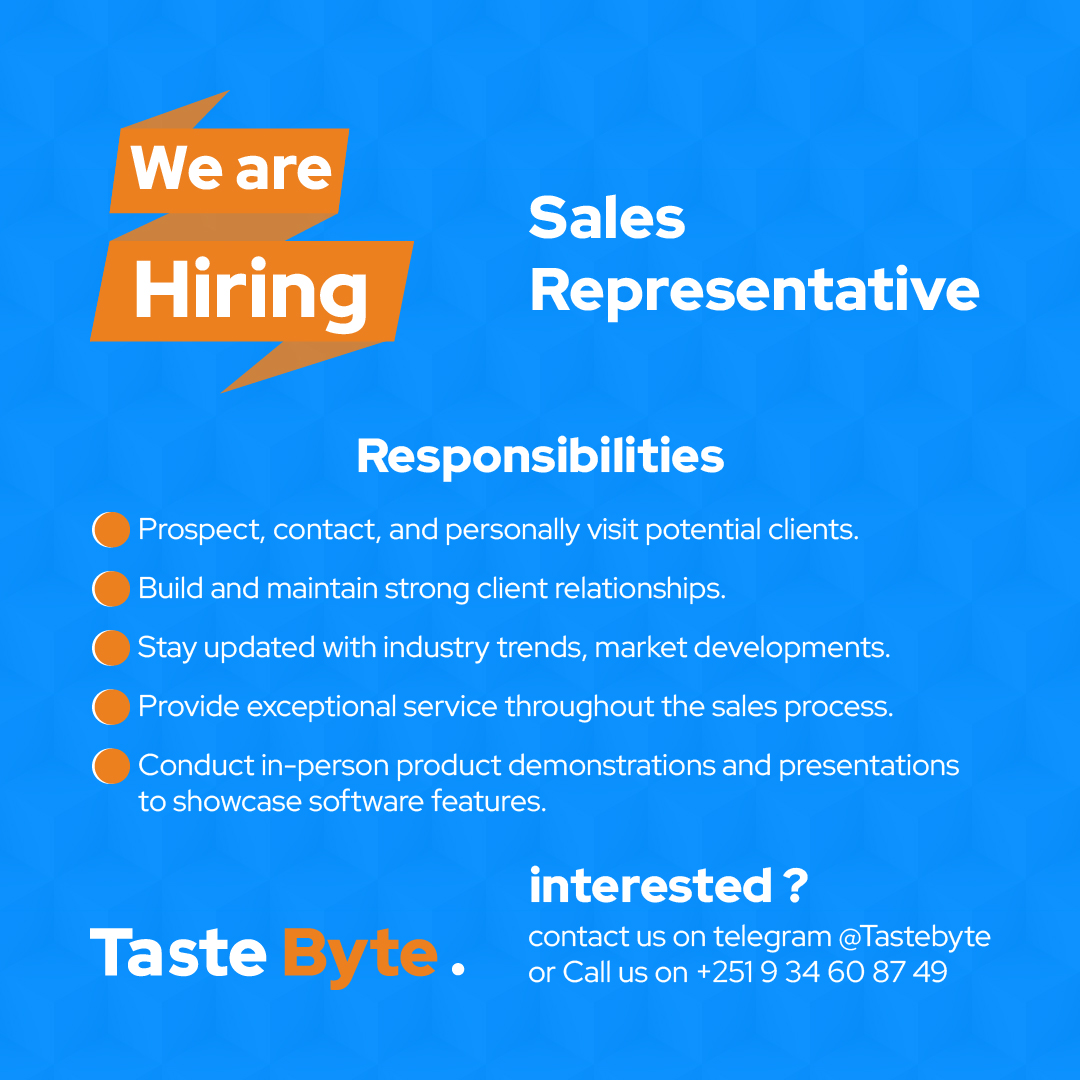 We are
Hiring
Sales
Representative
Responsibilities
Prospect, contact, and personally visit potential clients.
Build and maintain strong client relationships.
Stay updated with industry trends, market developments.
Provide exceptional service throughout the sales process.
Conduct in-person product demonstrations and presentations
to showcase software features.
interested ?
contact us on telegram @Tastebyte
or Call us on +251 9 34 60 87 49
Taste Byte .